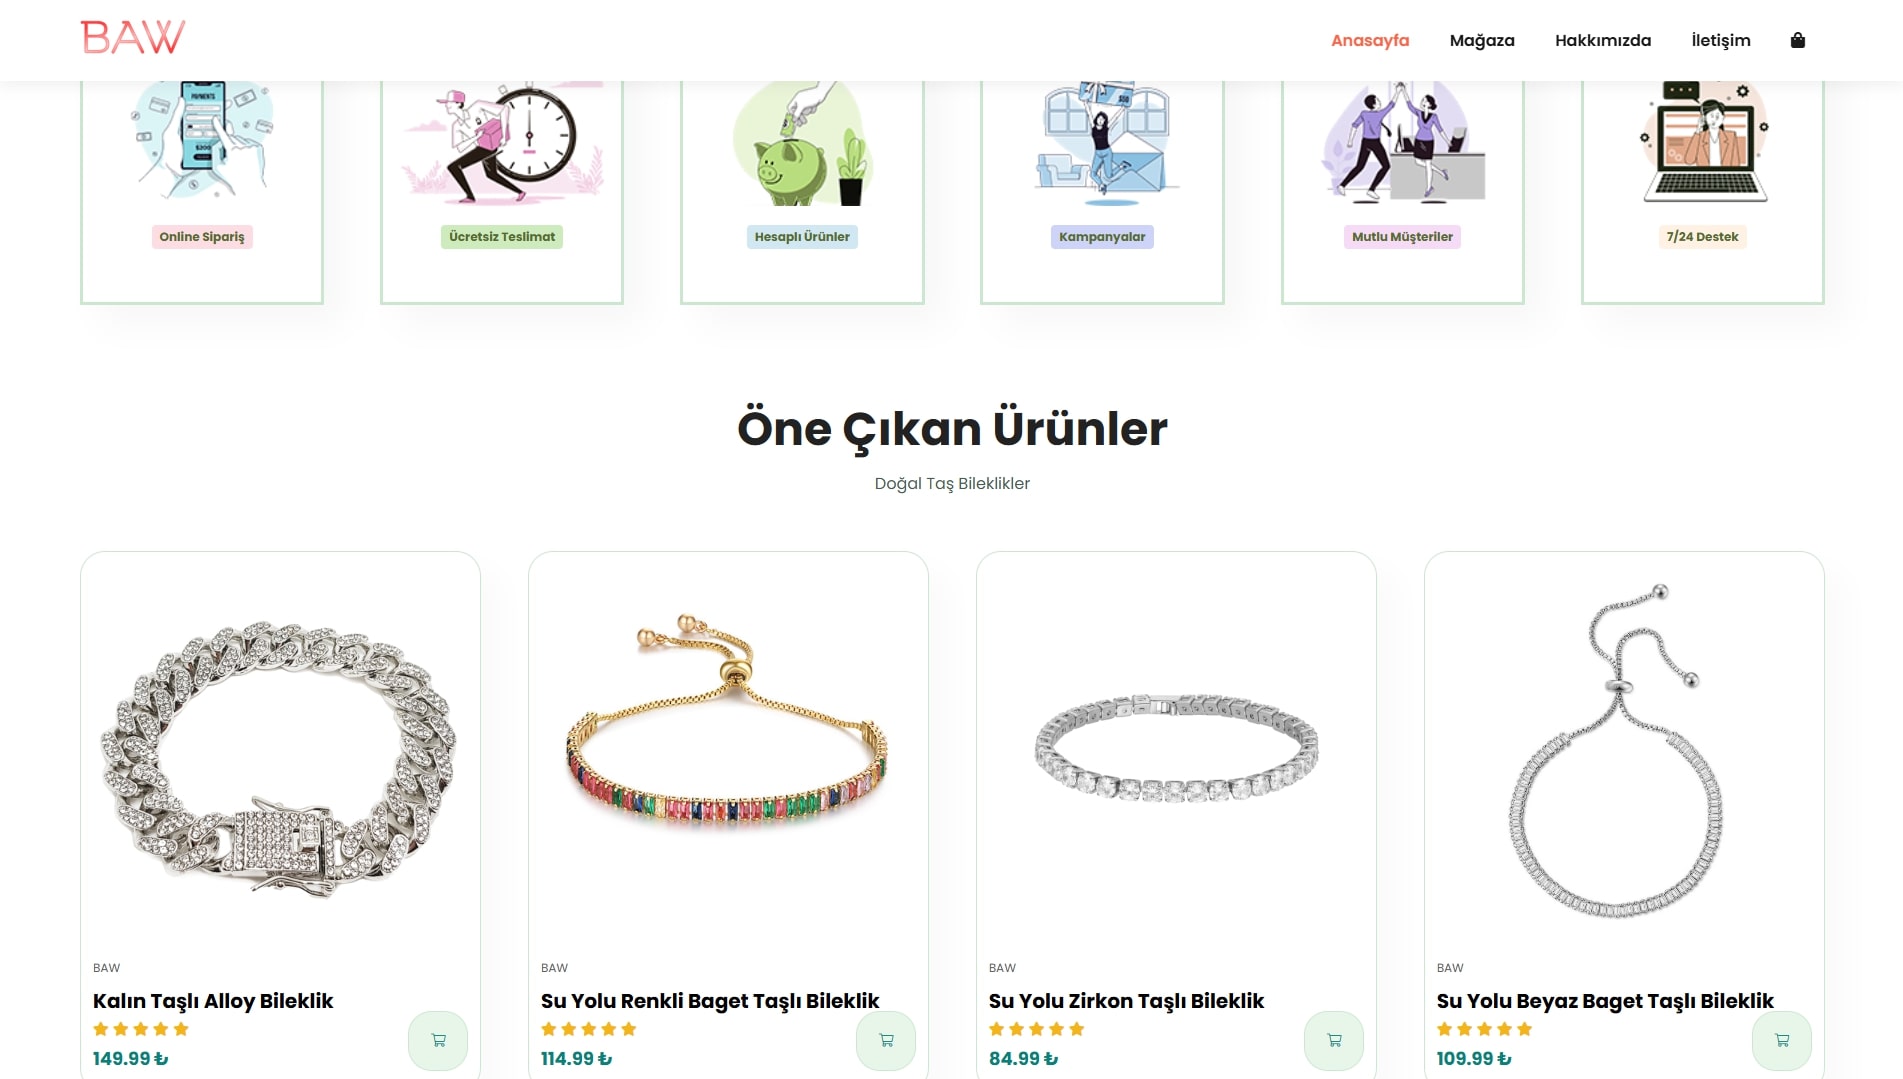 BAW
Anasayfa
Mağaza
Hakkımızda
İletişim
PAYMENTS
$200
$50
Online Sipariş
Ücretsiz Teslimat
Hesaplı Ürünler
Kampanyalar
Mutlu Müşteriler
7/24 Destek
Öne Çıkan Ürünler
Doğal Taş Bileklikler
BAW
Kalın Taşlı Alloy Bileklik
149.99 ₺
BAW
Su Yolu Renkli Baget Taşlı Bileklik
114.99 ₺
BAW
Su Yolu Zirkon Taşlı Bileklik
84.99 ₺
BAW
Su Yolu Beyaz Baget Taşlı Bileklik
109.99 ₺